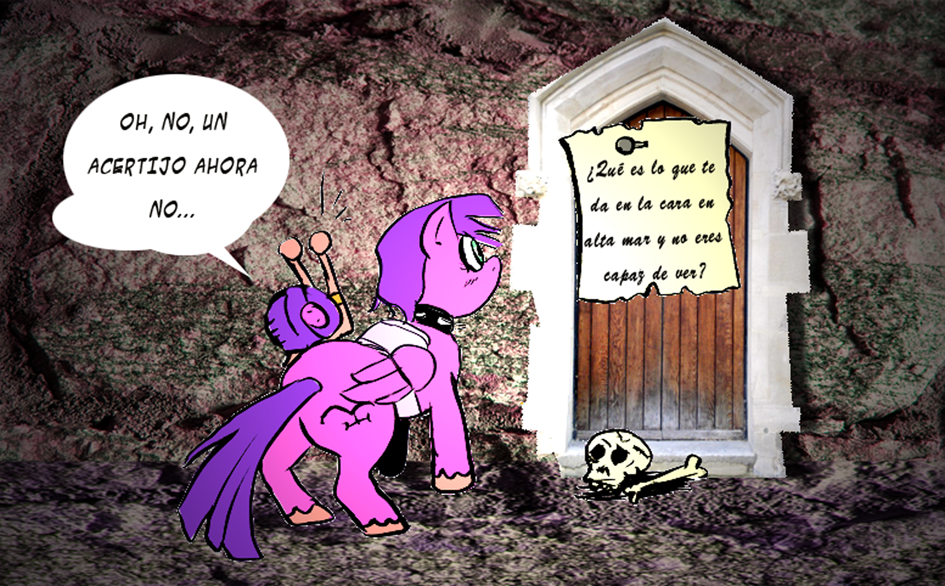 OH, NO, UN
ACERTIJO AHORA
NO...
¿Qué es lo que te
da en la cara en
alta mar y no eres
capaz de ver?